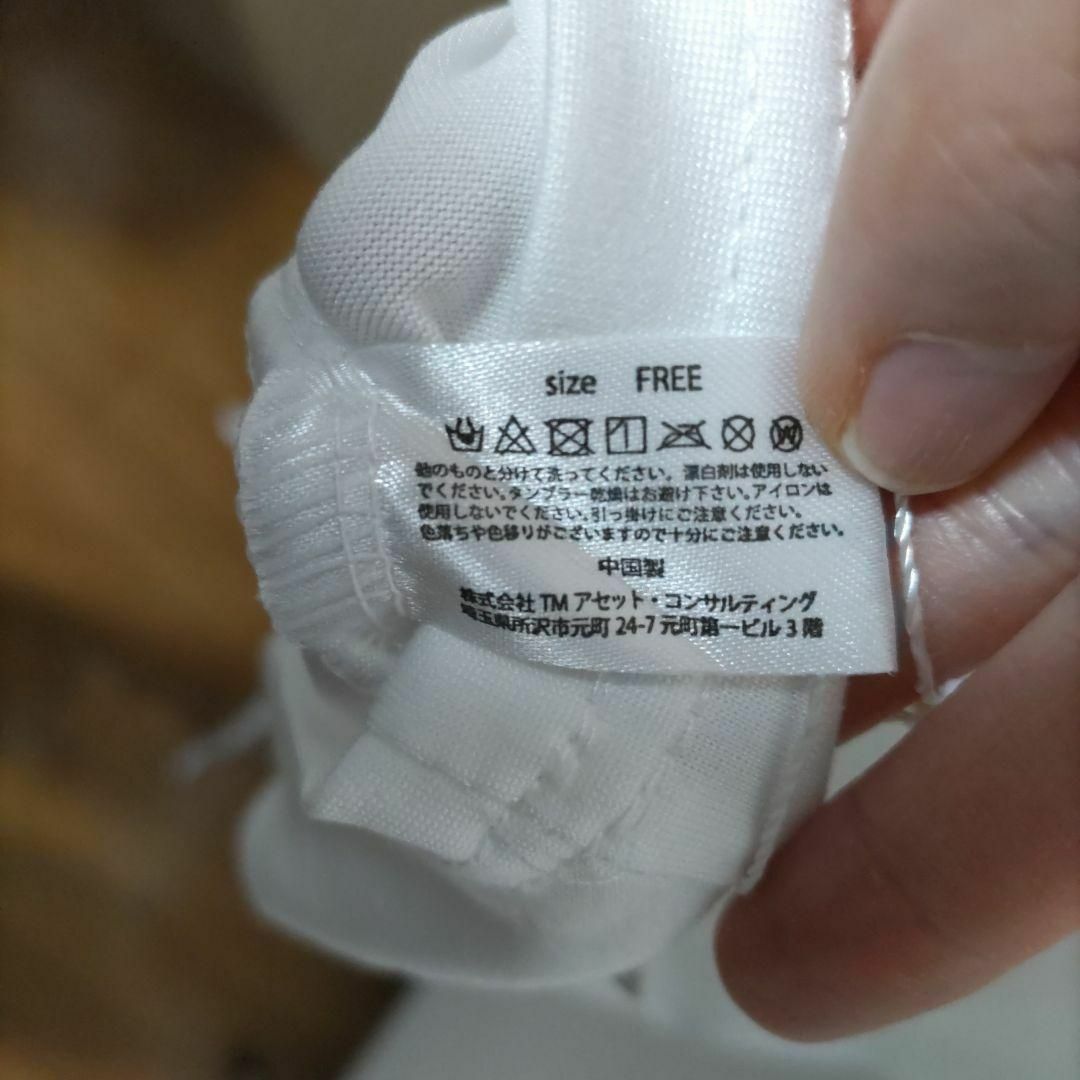 size FREE
他のものと分けて洗ってください。漂白剤は使用しない
でください。タンブラー乾燥はお避け下さい。アイロンは
使用しないでください。引っ掛けにご注意ください。
色落ちや色移りがございますので十分にご注意ください。
中国製
株式会社 TM アセット・コンサルティング
埼玉県所沢市元町 24-7 元町第一ビル 3 階